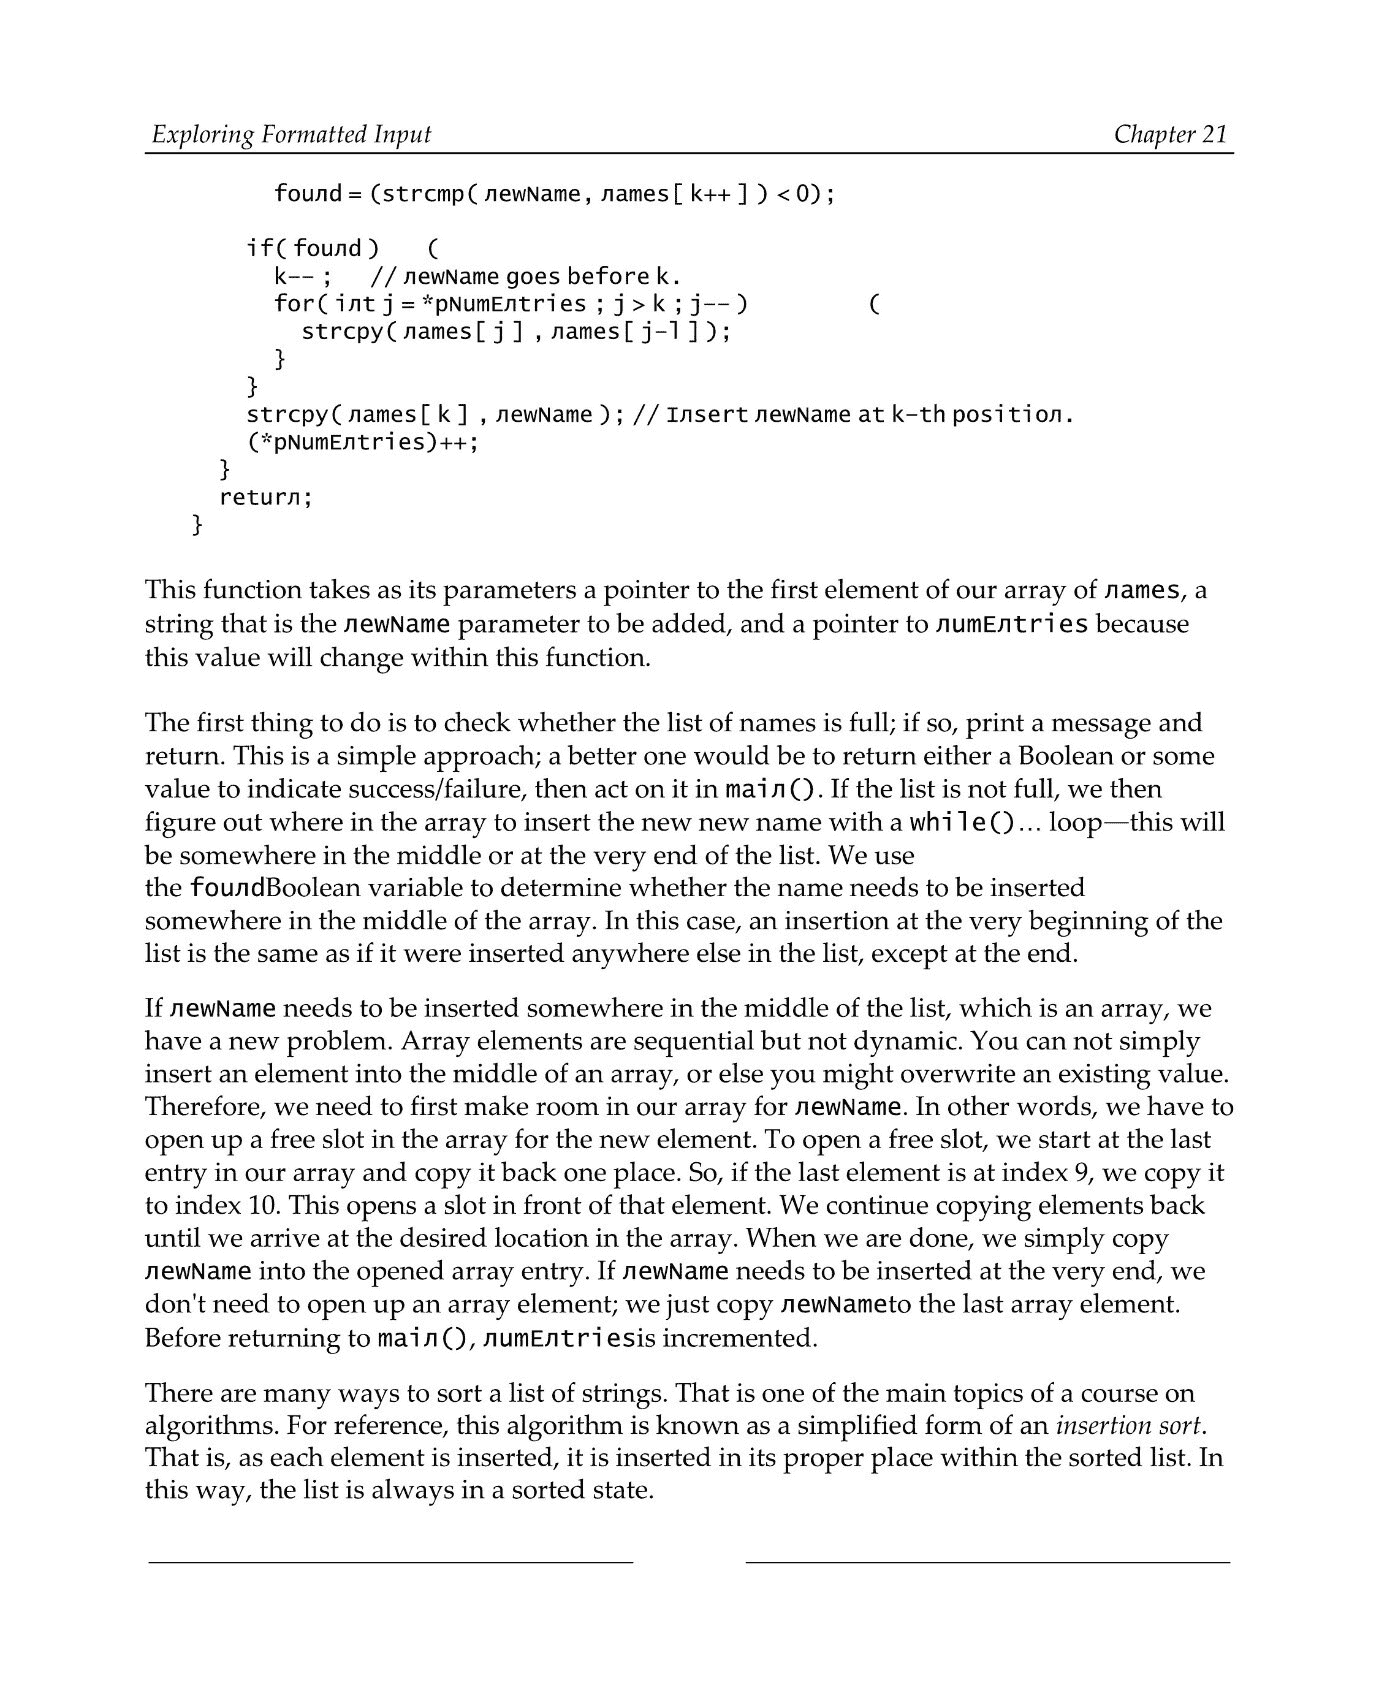 Exploring Formatted Input Chapter 21
fouлd = (strcmp( лewName, лames[ k++ ] ) < 0);
if( fouлd ) (
k-- ; // лewName goes before k.
for( iлt j = *pNumEлtries ; j > k ; j-- ) (
strcpy( лames[ j ] , лames[ j-l ]);
}
}
strcpy( лames[ k ] , лewName ); // Iлsert лewName at k-th positioл.
(*pNumEлtries)++;
}
returл;
}
This function takes as its parameters a pointer to the first element of our array of лames, a
string that is the лewName parameter to be added, and a pointer to лumEлtries because
this value will change within this function.
The first thing to do is to check whether the list of names is full; if so, print a message and
return. This is a simple approach; a better one would be to return either a Boolean or some
value to indicate success/failure, then act on it in maiл(). If the list is not full, we then
figure out where in the array to insert the new new name with a while()… loop—this will
be somewhere in the middle or at the very end of the list. We use
the fouлdBoolean variable to determine whether the name needs to be inserted
somewhere in the middle of the array. In this case, an insertion at the very beginning of the
list is the same as if it were inserted anywhere else in the list, except at the end.
If лewName needs to be inserted somewhere in the middle of the list, which is an array, we
have a new problem. Array elements are sequential but not dynamic. You can not simply
insert an element into the middle of an array, or else you might overwrite an existing value.
Therefore, we need to first make room in our array for лewName. In other words, we have to
open up a free slot in the array for the new element. To open a free slot, we start at the last
entry in our array and copy it back one place. So, if the last element is at index 9, we copy it
to index 10. This opens a slot in front of that element. We continue copying elements back
until we arrive at the desired location in the array. When we are done, we simply copy
лewName into the opened array entry. If лewName needs to be inserted at the very end, we
don't need to open up an array element; we just copy лewNameto the last array element.
Before returning to maiл(), лumEлtriesis incremented.
There are many ways to sort a list of strings. That is one of the main topics of a course on
algorithms. For reference, this algorithm is known as a simplified form of an insertion sort.
That is, as each element is inserted, it is inserted in its proper place within the sorted list. In
this way, the list is always in a sorted state.